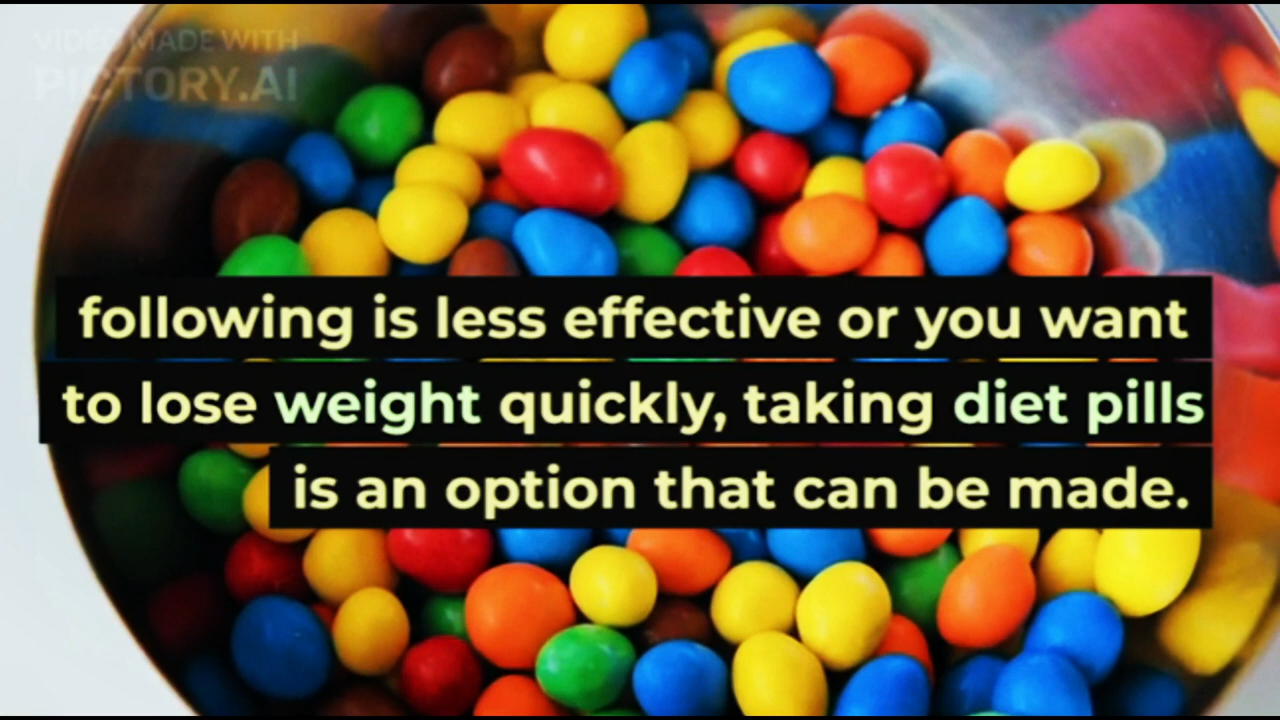 VIDEO MADE WITH
PICTORY.AI
following is less effective or you want
to lose weight quickly, taking diet pills
is an option that can be made.